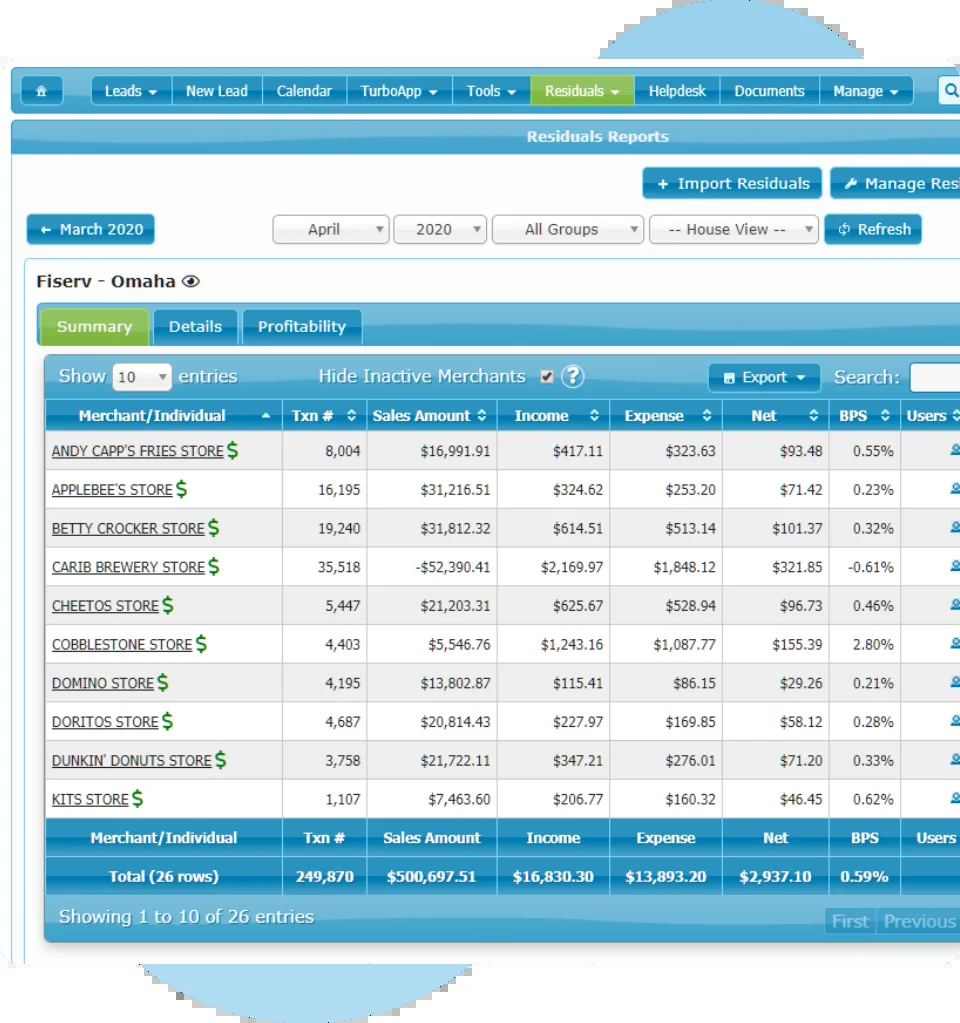 Leads New Lead Calendar TurboApp Tools Residuals Helpdesk Documents Manage
Residuals Reports
+ Import Residuals Manage Resi
← March 2020 April 2020 All Groups -- House View -- Refresh
Fiserv - Omaha
Summary Details Profitability
Show 10 entries Hide Inactive Merchants ? Export Search:
Merchant/Individual Txn # Sales Amount Income Expense Net BPS Users
ANDY CAPP'S FRIES STORE $ 8,004 $16,991.91 $417.11 $323.63 $93.48 0.55%
APPLEBEE'S STORE $ 16,195 $31,216.51 $324.62 $253.20 $71.42 0.23%
BETTY CROCKER STORE $ 19,240 $31,812.32 $614.51 $513.14 $101.37 0.32%
CARIB BREWERY STORE $ 35,518 -$52,390.41 $2,169.97 $1,848.12 $321.85 -0.61%
CHEETOS STORE $ 5,447 $21,203.31 $625.67 $528.94 $96.73 0.46%
COBBLESTONE STORE $ 4,403 $5,546.76 $1,243.16 $1,087.77 $155.39 2.80%
DOMINO STORE $ 4,195 $13,802.87 $115.41 $86.15 $29.26 0.21%
DORITOS STORE $ 4,687 $20,814.43 $227.97 $169.85 $58.12 0.28%
DUNKIN' DONUTS STORE $ 3,758 $21,722.11 $347.21 $276.01 $71.20 0.33%
KITS STORE $ 1,107 $7,463.60 $206.77 $160.32 $46.45 0.62%
Merchant/Individual Txn # Sales Amount Income Expense Net BPS Users
Total (26 rows) 249,870 $500,697.51 $16,830.30 $13,893.20 $2,937.10 0.59%
Showing 1 to 10 of 26 entries First Previous